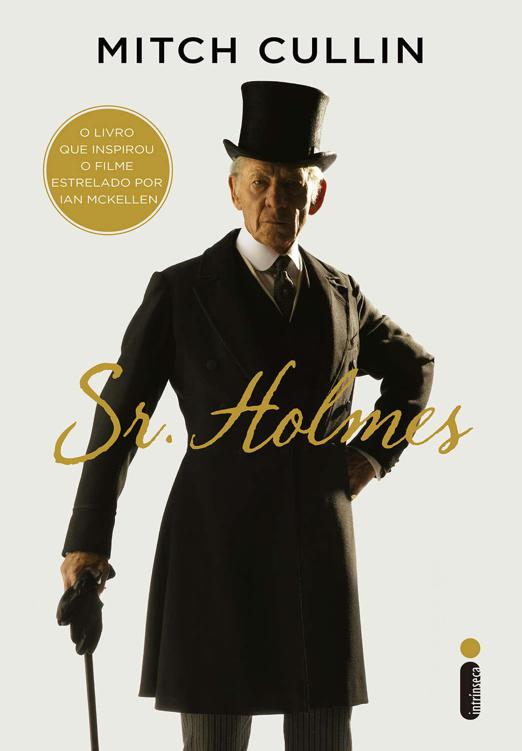 MITCH CULLIN
O LIVRO
QUE INSPIROU
O FILME
ESTRELADO POR
IAN MCKELLEN
Sr. Holmes
intrínseca